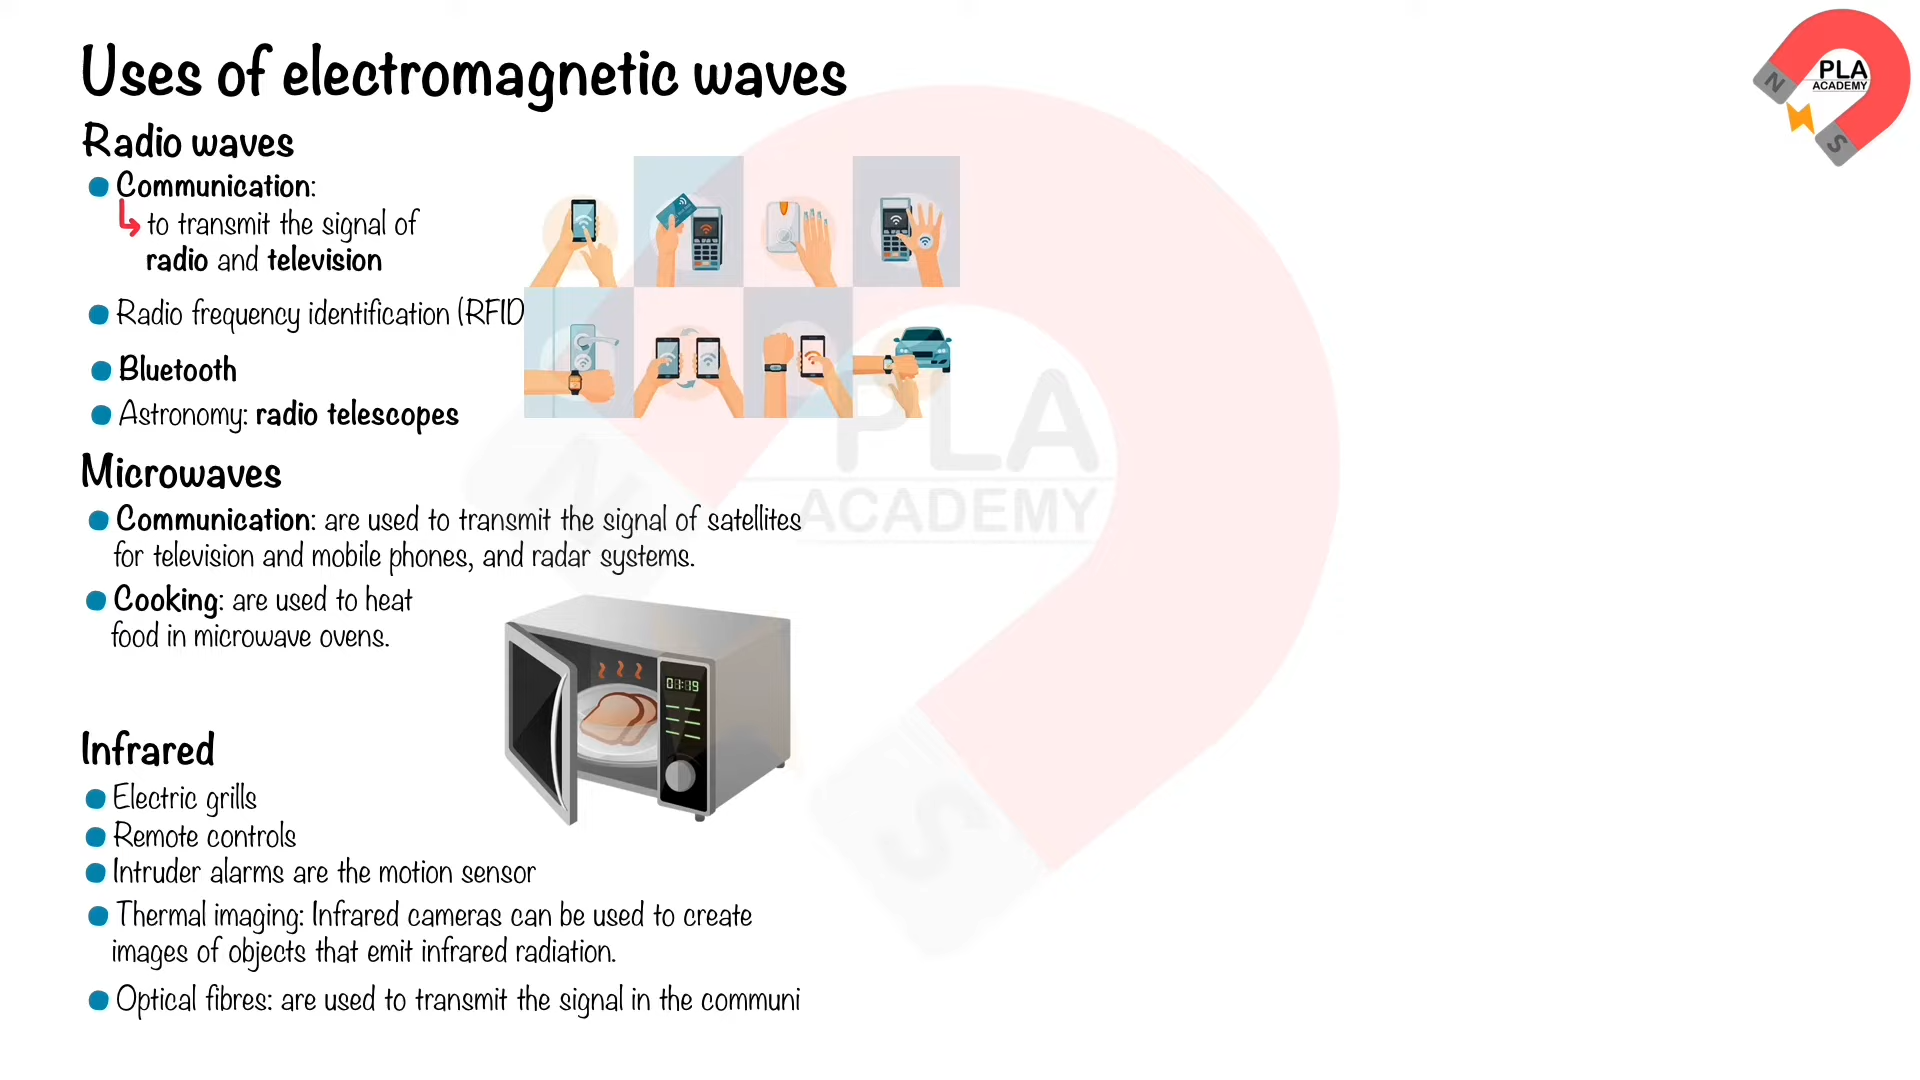 Uses of electromagnetic waves
PLA
ACADEMY
N
S
Radio waves
Communication:
to transmit the signal of
radio and television
Radio frequency identification (RFID
Bluetooth
Astronomy: radio telescopes
PLA
ACADEMY
N
S
Microwaves
Communication: are used to transmit the signal of satellites
for television and mobile phones, and radar systems.
Cooking: are used to heat
food in microwave ovens.
01:19
Infrared
Electric grills
Remote controls
Intruder alarms are the motion sensor
Thermal imaging: Infrared cameras can be used to create
images of objects that emit infrared radiation.
Optical fibres: are used to transmit the signal in the communi